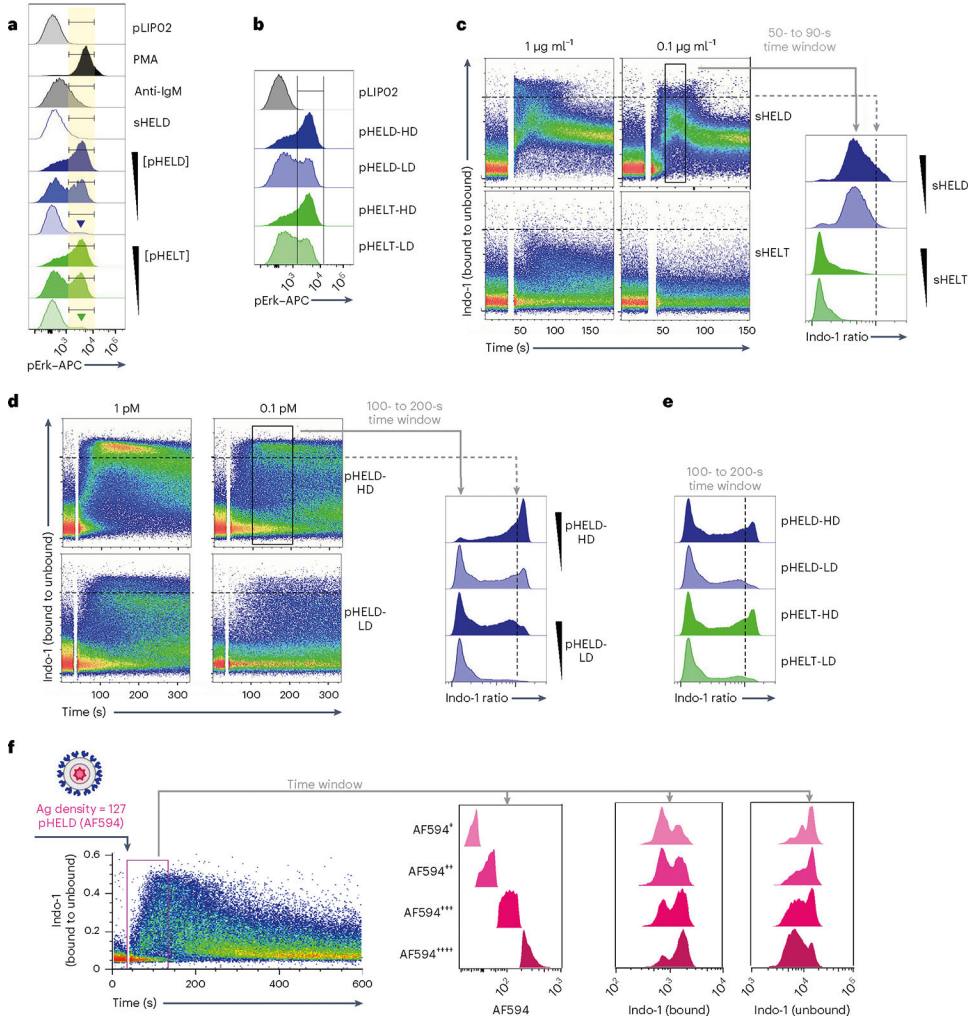 a
pLIP02
PMA
Anti-IgM
sHELD
[pHELD]
[pHELT]
10³ 10⁴ 10⁵
pErk–APC
b
pLIP02
pHELD-HD
pHELD-LD
pHELT-HD
pHELT-LD
10³ 10⁴ 10⁵
pErk–APC
c
1 µg ml⁻¹ 0.1 µg ml⁻¹
50- to 90-s
time window
sHELD
sHELT
Indo-1 (bound to unbound)
50 100 150 50 100 150
Time (s)
sHELD
sHELT
Indo-1 ratio
d
1 pM 0.1 pM
100- to 200-s
time window
pHELD-
HD
pHELD-
LD
Indo-1 (bound to unbound)
100 200 300 100 200 300
Time (s)
pHELD-
HD
pHELD-
LD
Indo-1 ratio
e
100- to 200-s
time window
pHELD-HD
pHELD-LD
pHELT-HD
pHELT-LD
Indo-1 ratio
f
Ag density = 127
pHELD (AF594)
Time window
Indo-1
(bound to unbound)
0.6
0.4
0.2
0
0 200 400 600
Time (s)
AF594⁺
AF594⁺⁺
AF594⁺⁺⁺
AF594⁺⁺⁺⁺
10² 10³
AF594
10² 10³ 10⁴
Indo-1 (bound)
10³ 10⁴ 10⁵
Indo-1 (unbound)